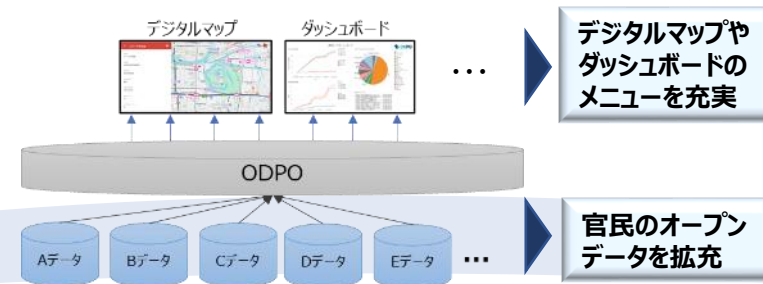 デジタルマップ
ダッシュボード
...
デジタルマップや
ダッシュボードの
メニューを充実
ODPO
Aデータ
Bデータ
Cデータ
Dデータ
Eデータ
...
官民のオープン
データを拡充